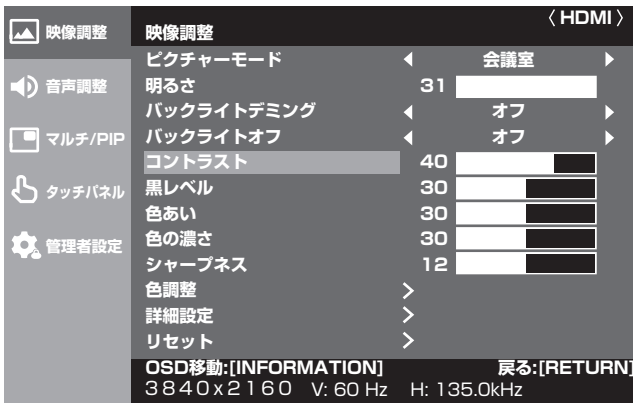 映像調整
音声調整
マルチ/PIP
タッチパネル
管理者設定
映像調整 〈HDMI〉
ピクチャーモード 会議室
明るさ 31
バックライトデミング オフ
バックライトオフ オフ
コントラスト 40
黒レベル 30
色あい 30
色の濃さ 30
シャープネス 12
色調整
詳細設定
リセット
OSD移動:[INFORMATION] 戻る:[RETURN]
3840x2160 V: 60 Hz H: 135.0kHz